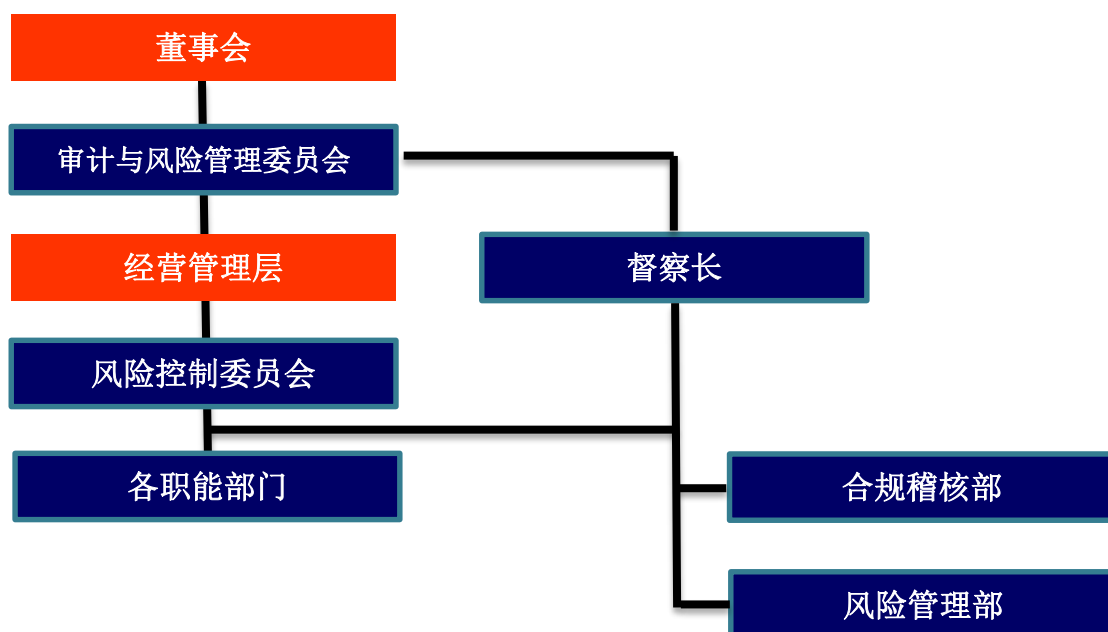 董事会
审计与风险管理委员会
经营管理层
督察长
风险控制委员会
各职能部门
合规稽核部
风险管理部